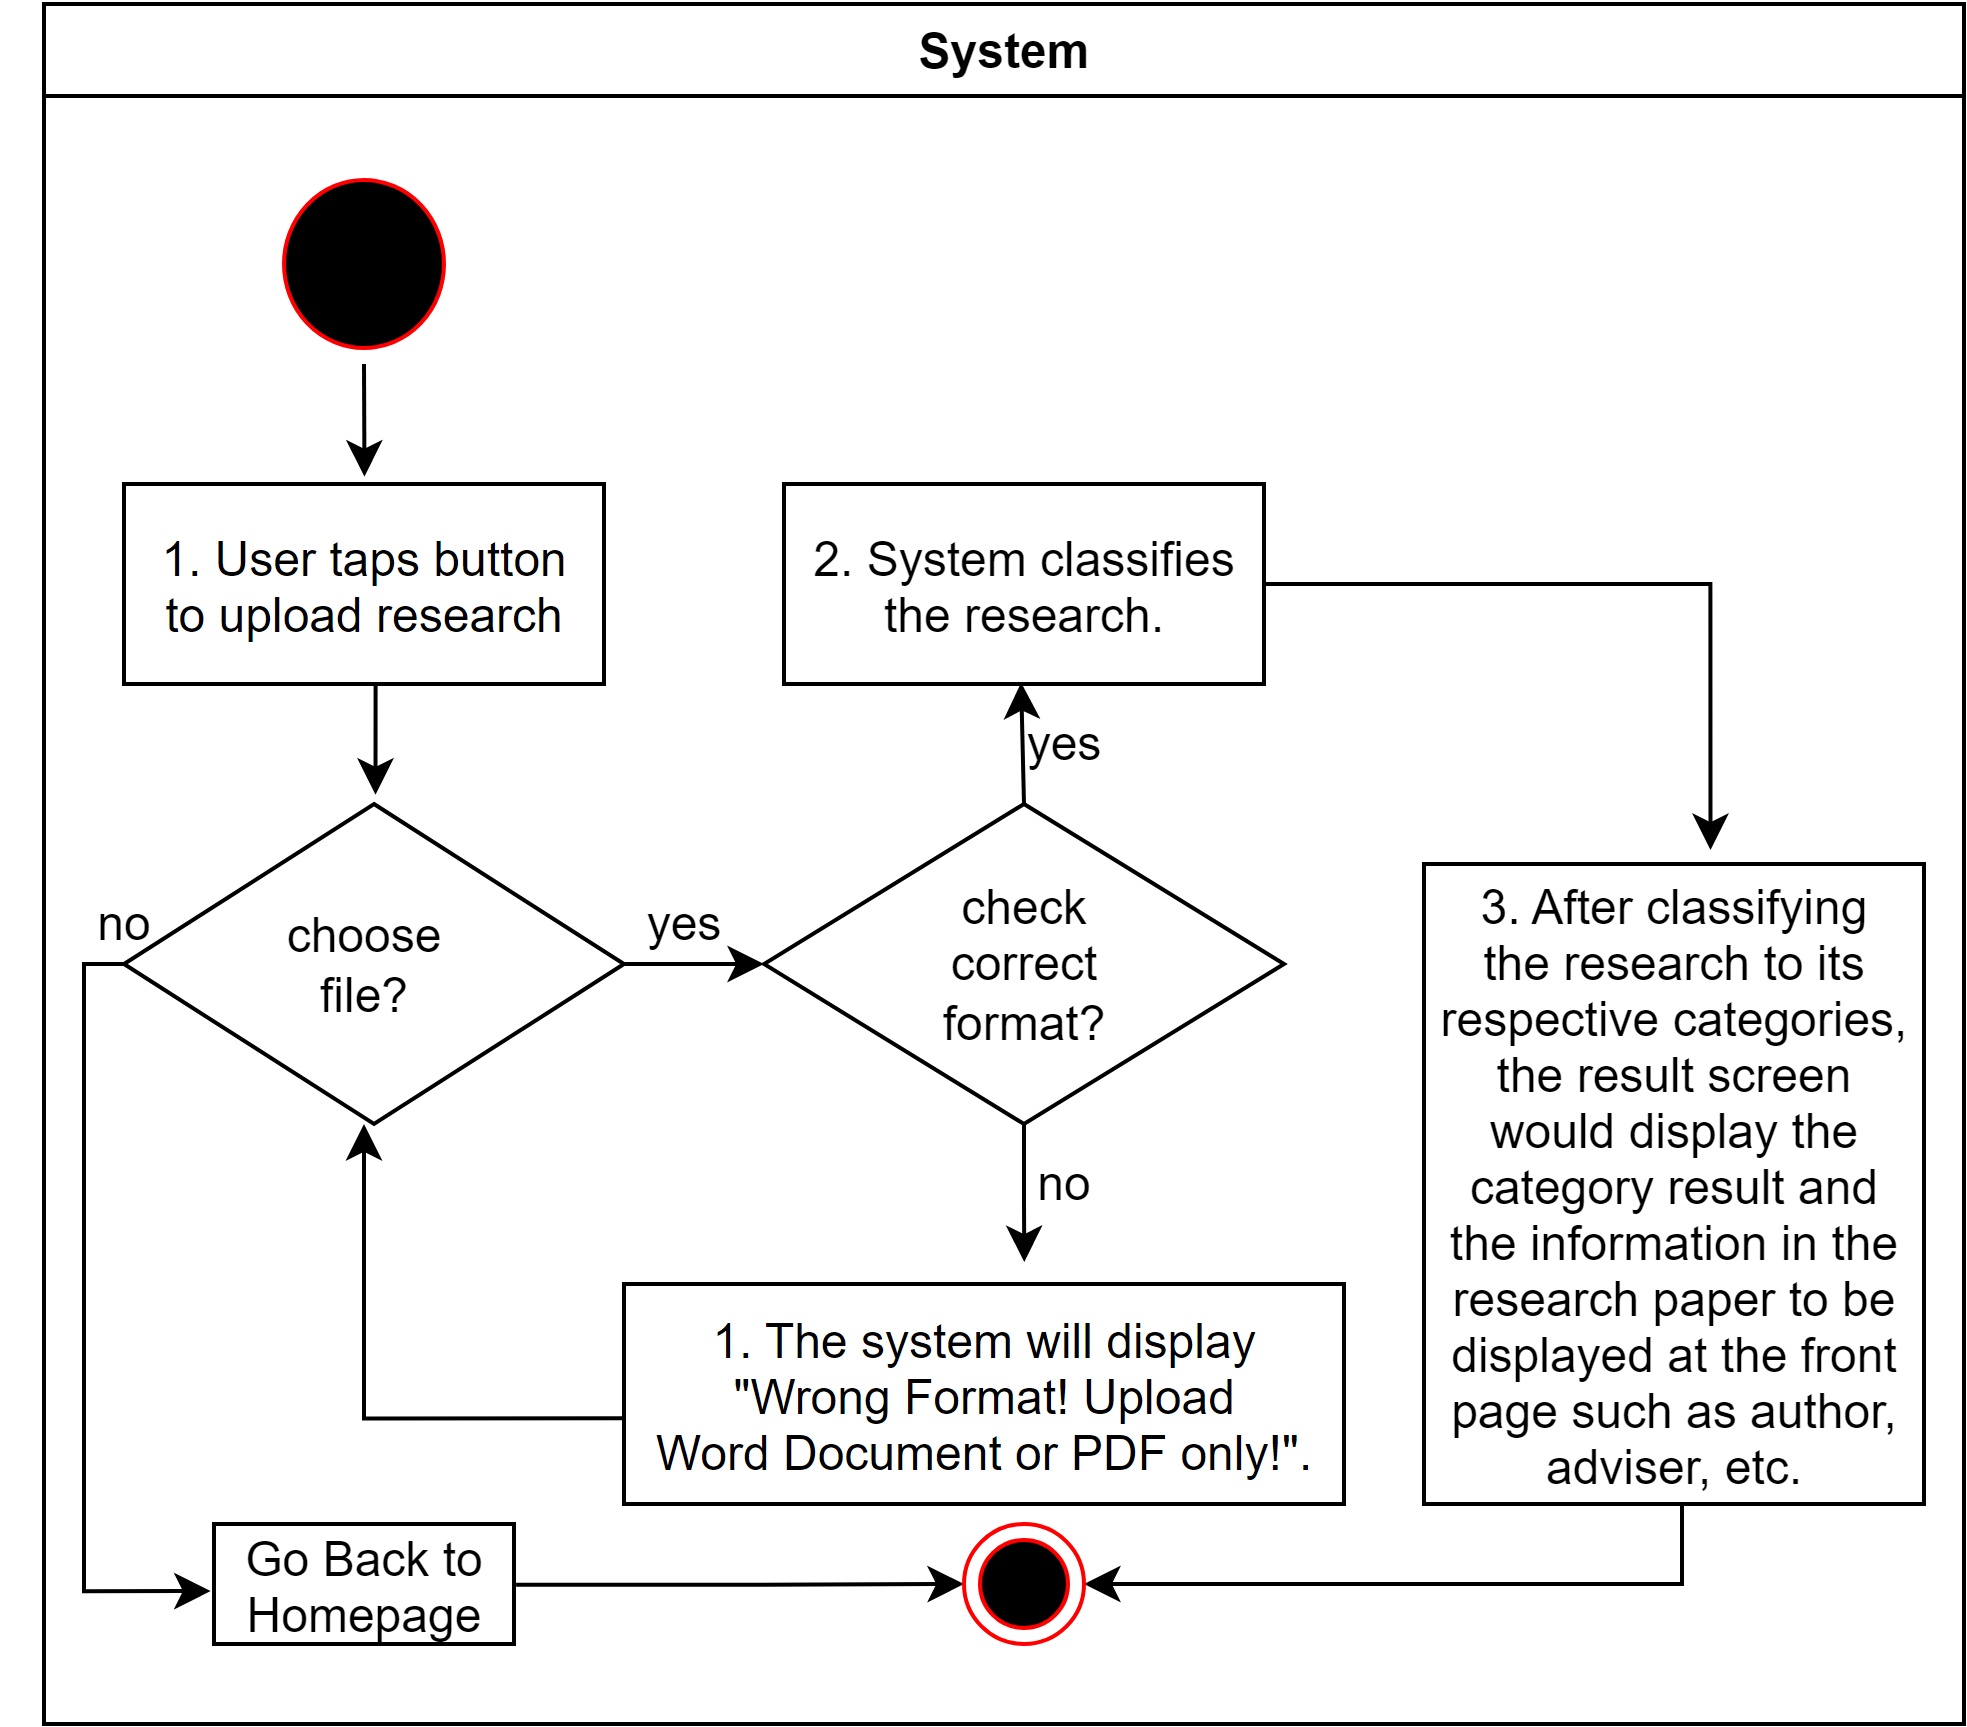 System
1. User taps button
to upload research
2. System classifies
the research.
yes
no
choose
file?
yes
check
correct
format?
no
3. After classifying
the research to its
respective categories,
the result screen
would display the
category result and
the information in the
research paper to be
displayed at the front
page such as author,
adviser, etc.
1. The system will display
"Wrong Format! Upload
Word Document or PDF only!".
Go Back to
Homepage